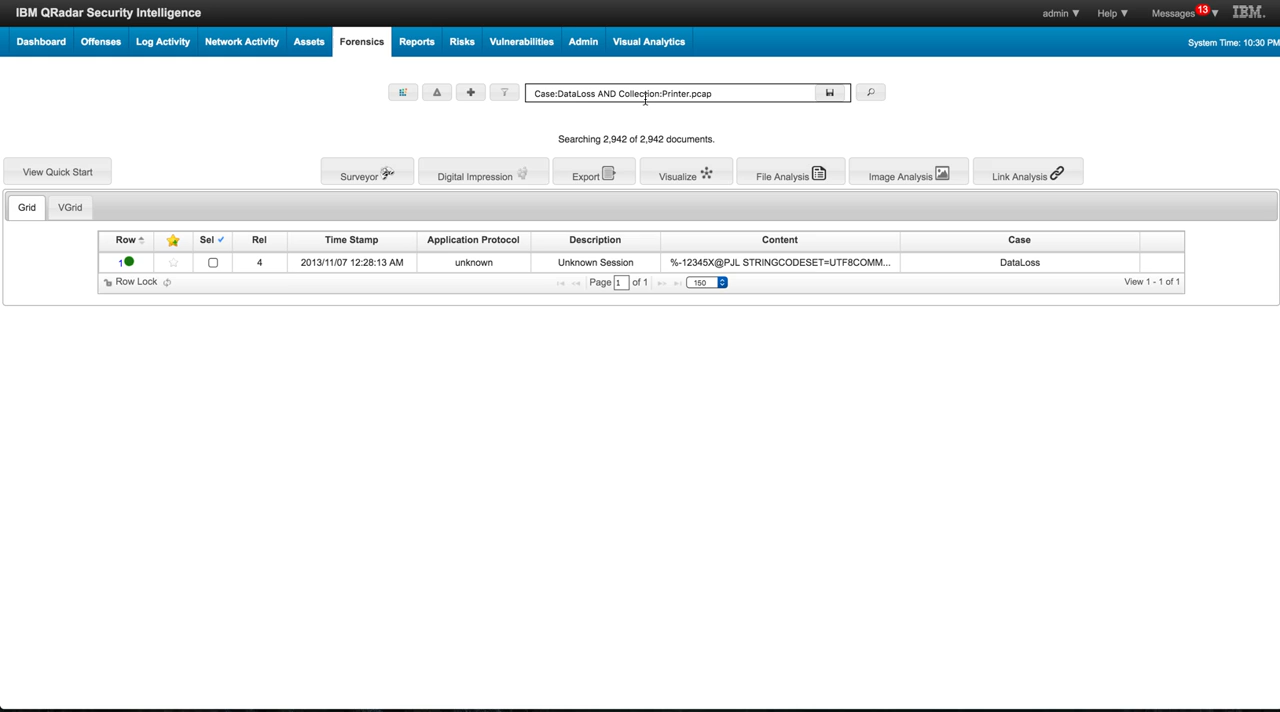 IBM QRadar Security Intelligence
admin ▼ Help ▼ Messages 13 ▼ IBM.
Dashboard Offenses Log Activity Network Activity Assets Forensics Reports Risks Vulnerabilities Admin Visual Analytics System Time: 10:30 PM
Case:DataLoss AND Collection:Printer.pcap
Searching 2,942 of 2,942 documents.
View Quick Start Surveyor Digital Impression Export Visualize File Analysis Image Analysis Link Analysis
Grid VGrid
Row Sel Rel Time Stamp Application Protocol Description Content Case
1 4 2013/11/07 12:28:13 AM unknown Unknown Session %-12345X@PJL STRINGCODESET=UTF8COMM... DataLoss
Row Lock Page 1 of 1 150 View 1 - 1 of 1